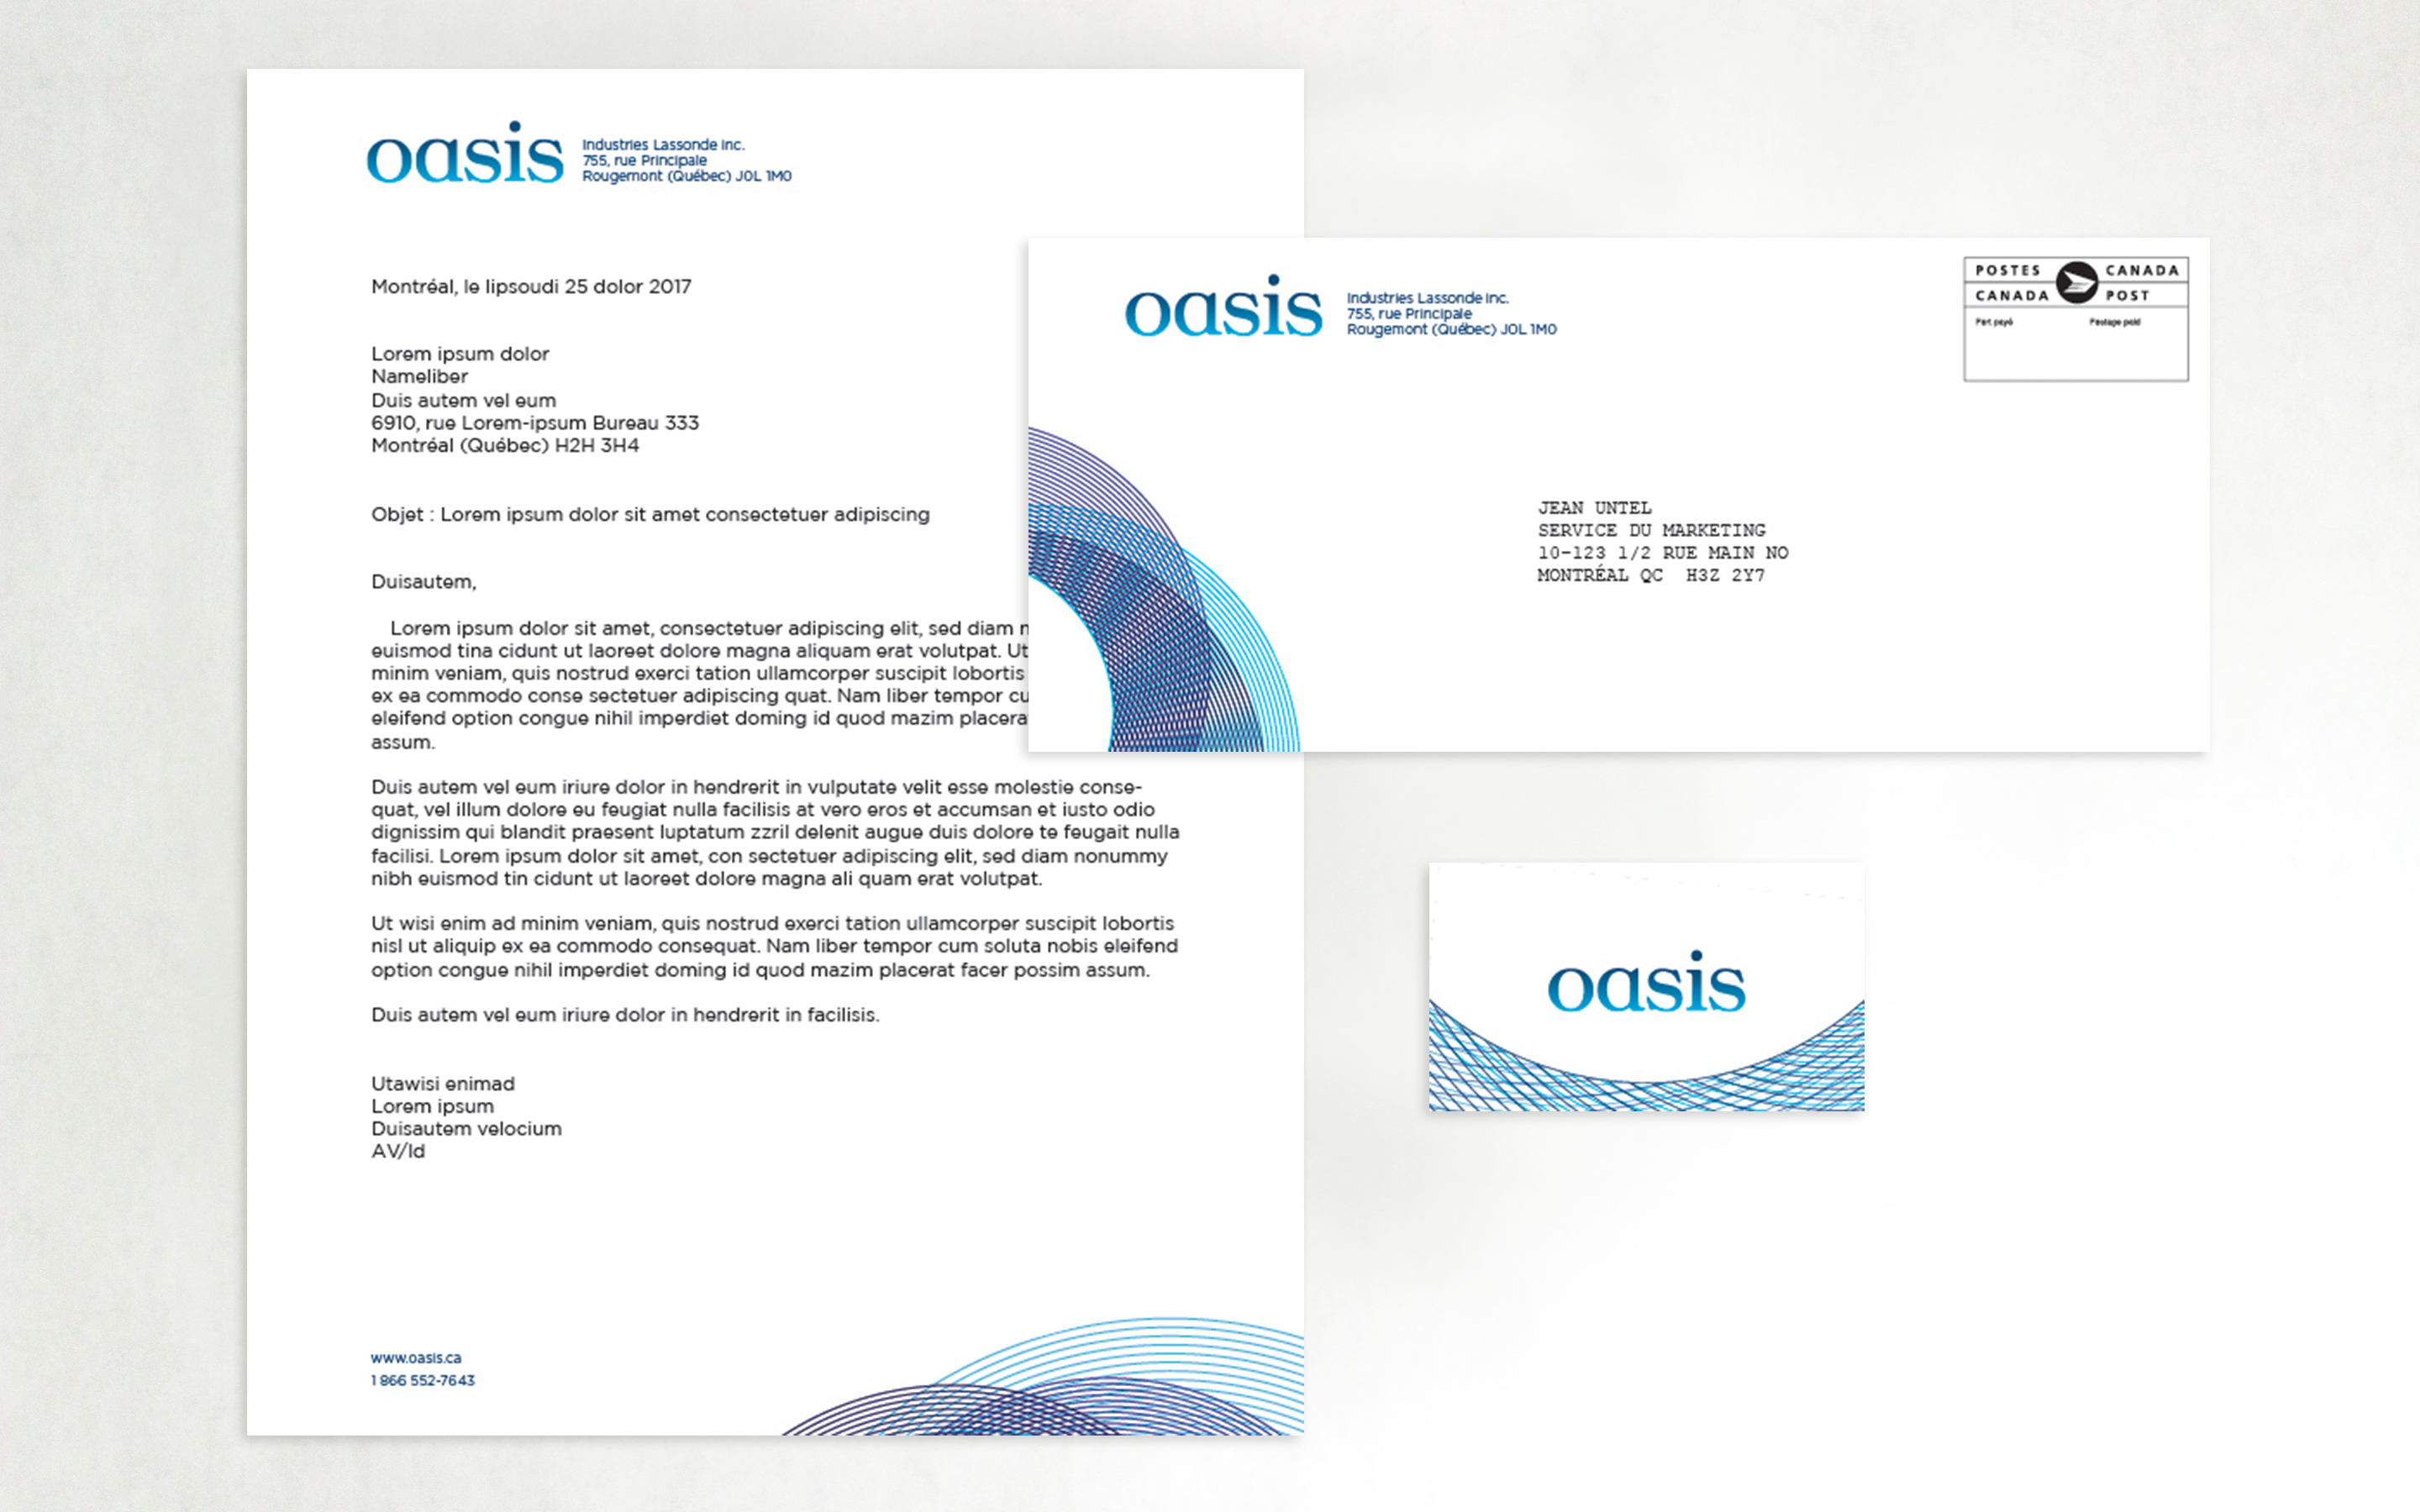 oasis
Industries Lassonde inc.
755, rue Principale
Rougemont (Québec) J0L 1M0
Montréal, le lipsoudi 25 dolor 2017
Lorem ipsum dolor
Nameliber
Duis autem vel eum
6910, rue Lorem-ipsum Bureau 333
Montréal (Québec) H2H 3H4
Objet : Lorem ipsum dolor sit amet consectetuer adipiscing
Duisautem,
Lorem ipsum dolor sit amet, consectetuer adipiscing elit, sed diam
euismod tina cidunt ut laoreet dolore magna aliquam erat volutpat. Ut
minim veniam, quis nostrud exerci tation ullamcorper suscipit lobortis
ex ea commodo conse sectetuer adipiscing quat. Nam liber tempor cu
eleifend option congue nihil imperdiet doming id quod mazim placera
assum.
Duis autem vel eum iriure dolor in hendrerit in vulputate velit esse molestie conse-
quat, vel illum dolore eu feugiat nulla facilisis at vero eros et accumsan et iusto odio
dignissim qui blandit praesent luptatum zzril delenit augue duis dolore te feugait nulla
facilisi. Lorem ipsum dolor sit amet, con sectetuer adipiscing elit, sed diam nonummy
nibh euismod tin cidunt ut laoreet dolore magna ali quam erat volutpat.
Ut wisi enim ad minim veniam, quis nostrud exerci tation ullamcorper suscipit lobortis
nisl ut aliquip ex ea commodo consequat. Nam liber tempor cum soluta nobis eleifend
option congue nihil imperdiet doming id quod mazim placerat facer possim assum.
Duis autem vel eum iriure dolor in hendrerit in facilisis.
Utawisi enimad
Lorem ipsum
Duisautem velocium
AV/ld
www.oasis.ca
1 866 552-7643
oasis
Industries Lassonde inc.
755, rue Principale
Rougemont (Québec) J0L 1M0
POSTES CANADA
CANADA POST
Port payé Postage paid
JEAN UNTEL
SERVICE DU MARKETING
10-123 1/2 RUE MAIN NO
MONTRÉAL QC H3Z 2Y7
oasis